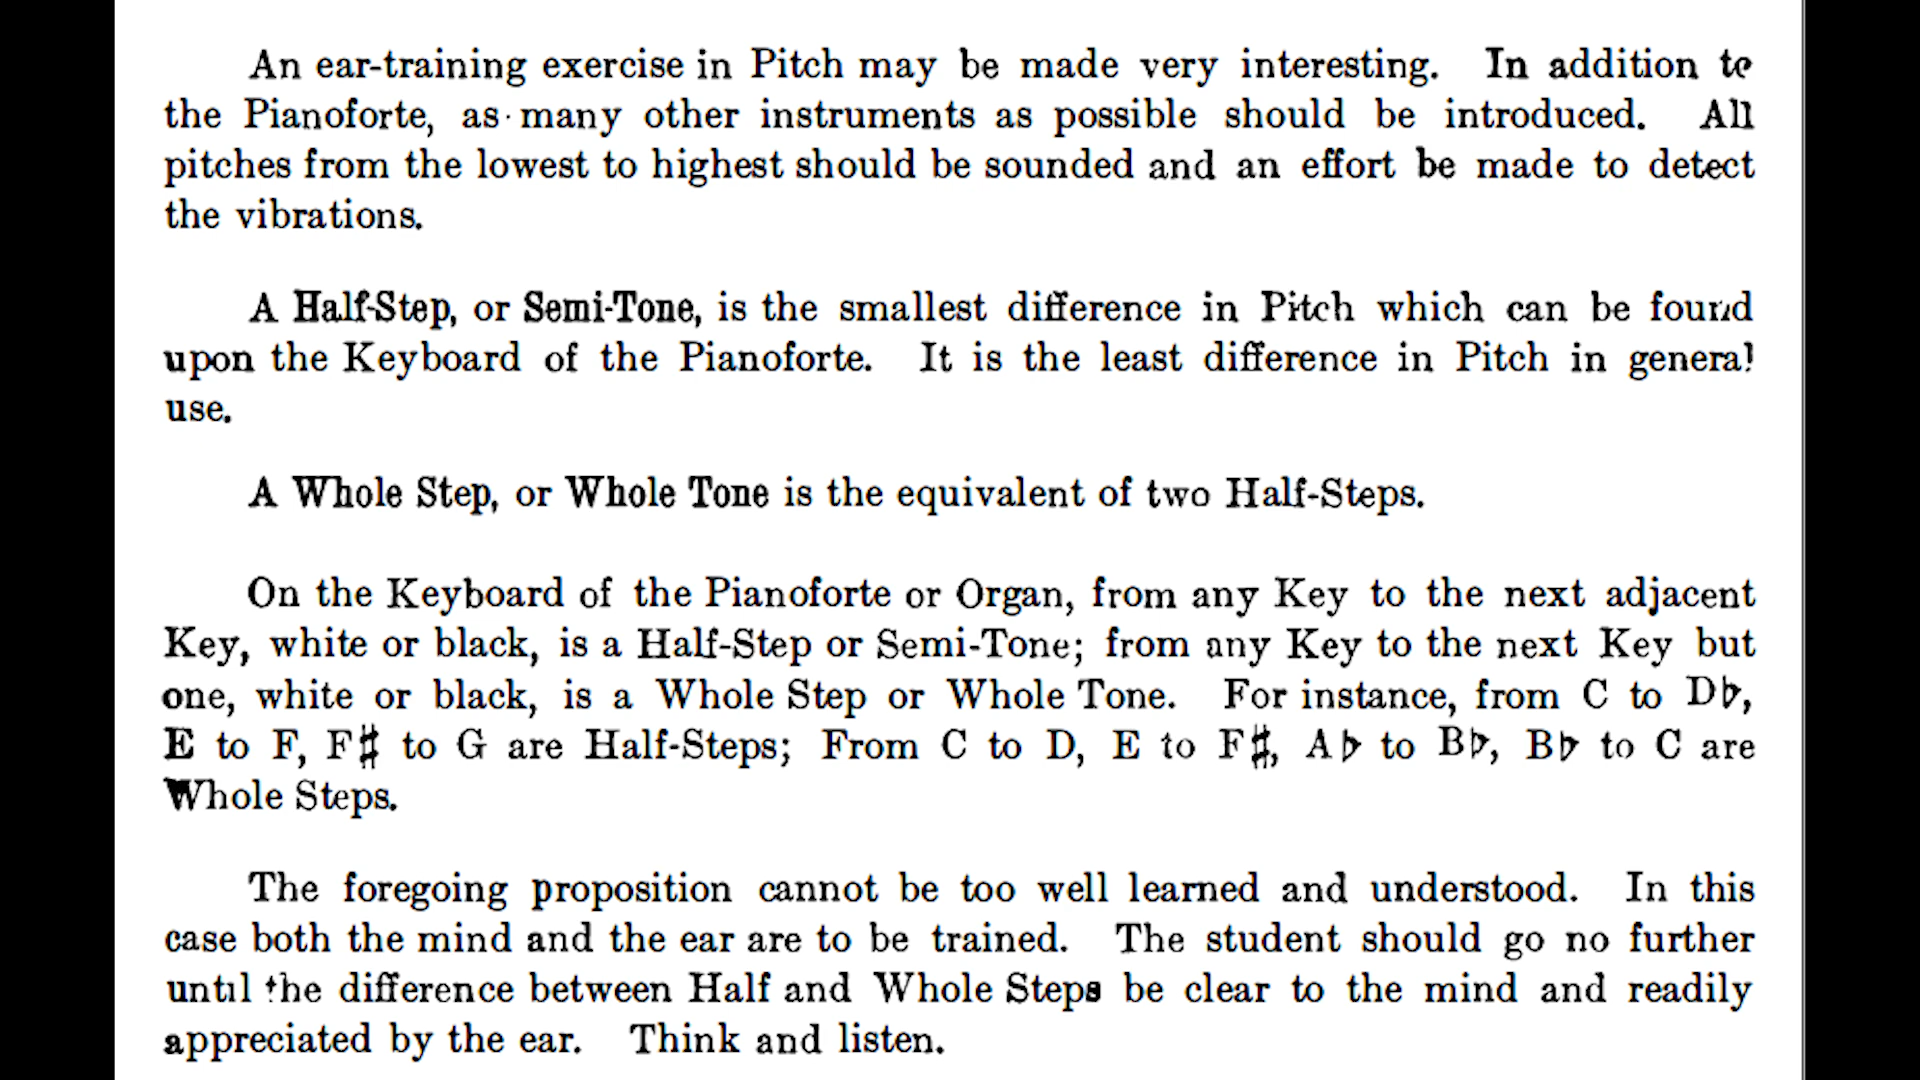 An ear-training exercise in Pitch may be made very interesting. In addition to
the Pianoforte, as many other instruments as possible should be introduced. All
pitches from the lowest to highest should be sounded and an effort be made to detect
the vibrations.
A Half-Step, or Semi-Tone, is the smallest difference in Pitch which can be found
upon the Keyboard of the Pianoforte. It is the least difference in Pitch in general
use.
A Whole Step, or Whole Tone is the equivalent of two Half-Steps.
On the Keyboard of the Pianoforte or Organ, from any Key to the next adjacent
Key, white or black, is a Half-Step or Semi-Tone; from any Key to the next Key but
one, white or black, is a Whole Step or Whole Tone. For instance, from C to D♭,
E to F, F♯ to G are Half-Steps; From C to D, E to F♯, A♭ to B♭, B♭ to C are
Whole Steps.
The foregoing proposition cannot be too well learned and understood. In this
case both the mind and the ear are to be trained. The student should go no further
until the difference between Half and Whole Steps be clear to the mind and readily
appreciated by the ear. Think and listen.